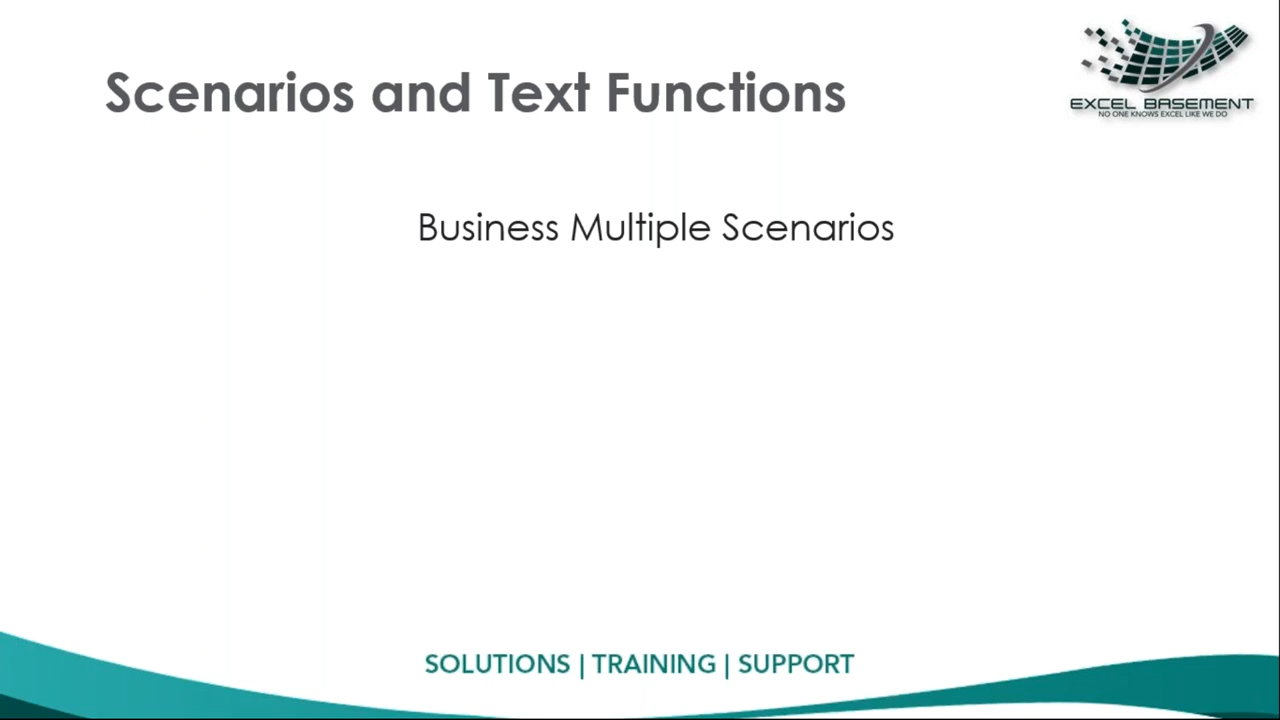 Scenarios and Text Functions
EXCEL BASEMENT
NO ONE KNOWS EXCEL LIKE WE DO
Business Multiple Scenarios
SOLUTIONS | TRAINING | SUPPORT